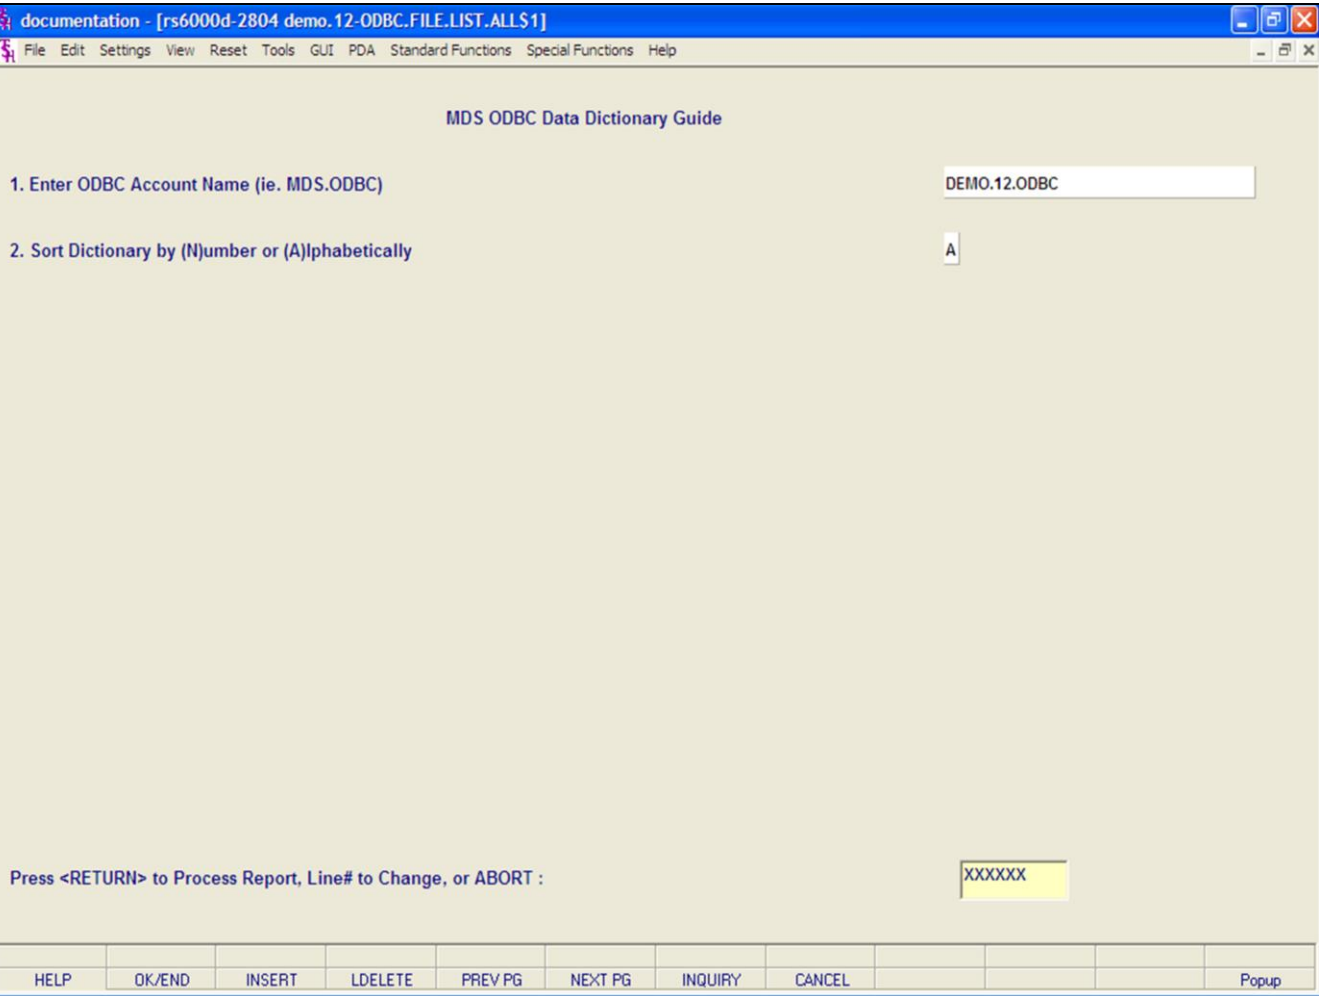 documentation - [rs6000d-2804 demo.12-ODBC.FILE.LIST.ALL$1]
File Edit Settings View Reset Tools GUI PDA Standard Functions Special Functions Help
MDS ODBC Data Dictionary Guide
1. Enter ODBC Account Name (ie. MDS.ODBC) DEMO.12.ODBC
2. Sort Dictionary by (N)umber or (A)lphabetically A
Press <RETURN> to Process Report, Line# to Change, or ABORT : XXXXXX
HELP OK/END INSERT LDELETE PREV PG NEXT PG INQUIRY CANCEL Popup